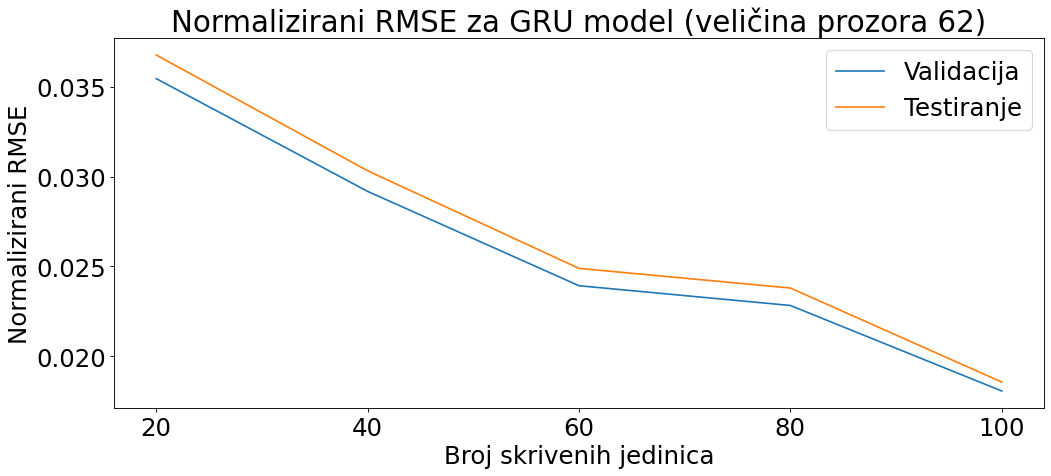 Normalizirani RMSE za GRU model (veličina prozora 62)
Validacija
Testiranje
Normalizirani RMSE
0.035
0.030
0.025
0.020
20 40 60 80 100
Broj skrivenih jedinica